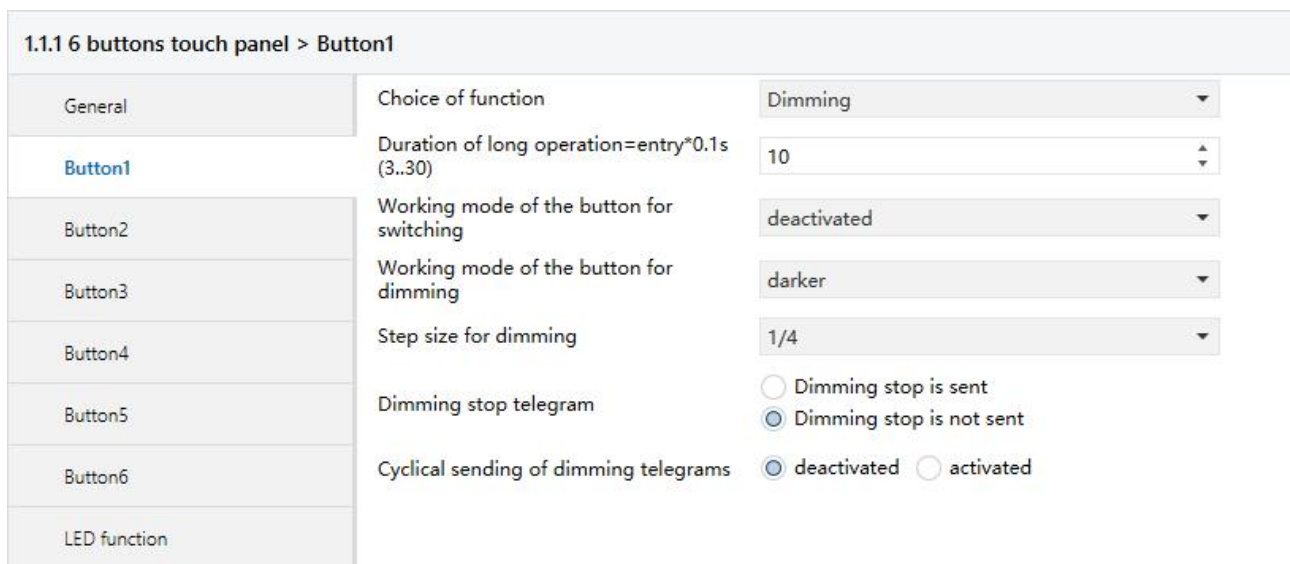 1.1.1 6 buttons touch panel > Button1
General
Button1
Button2
Button3
Button4
Button5
Button6
LED function
Choice of function
Dimming
Duration of long operation=entry*0.1s
(3..30)
10
Working mode of the button for
switching
deactivated
Working mode of the button for
dimming
darker
Step size for dimming
1/4
Dimming stop telegram
Dimming stop is sent
Dimming stop is not sent
Cyclical sending of dimming telegrams
deactivated activated